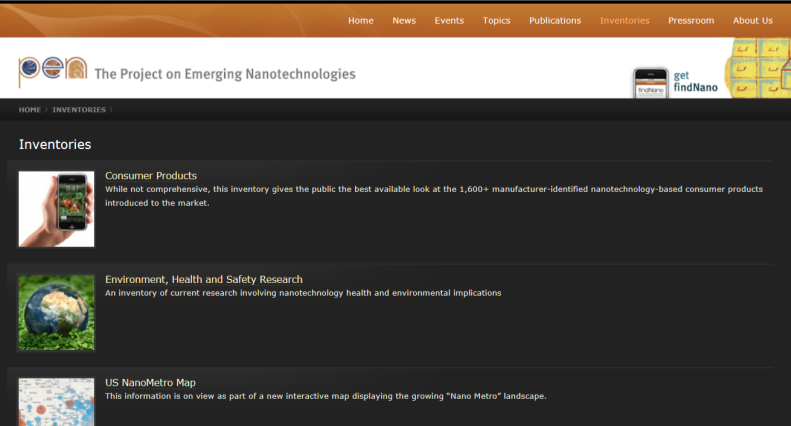 Home News Events Topics Publications Inventories Pressroom About Us
pen The Project on Emerging Nanotechnologies
get
findNano
findNano
HOME › INVENTORIES ›
Inventories
Consumer Products
While not comprehensive, this inventory gives the public the best available look at the 1,600+ manufacturer-identified nanotechnology-based consumer products
introduced to the market.
Environment, Health and Safety Research
An inventory of current research involving nanotechnology health and environmental implications
US NanoMetro Map
This information is on view as part of a new interactive map displaying the growing “Nano Metro” landscape.